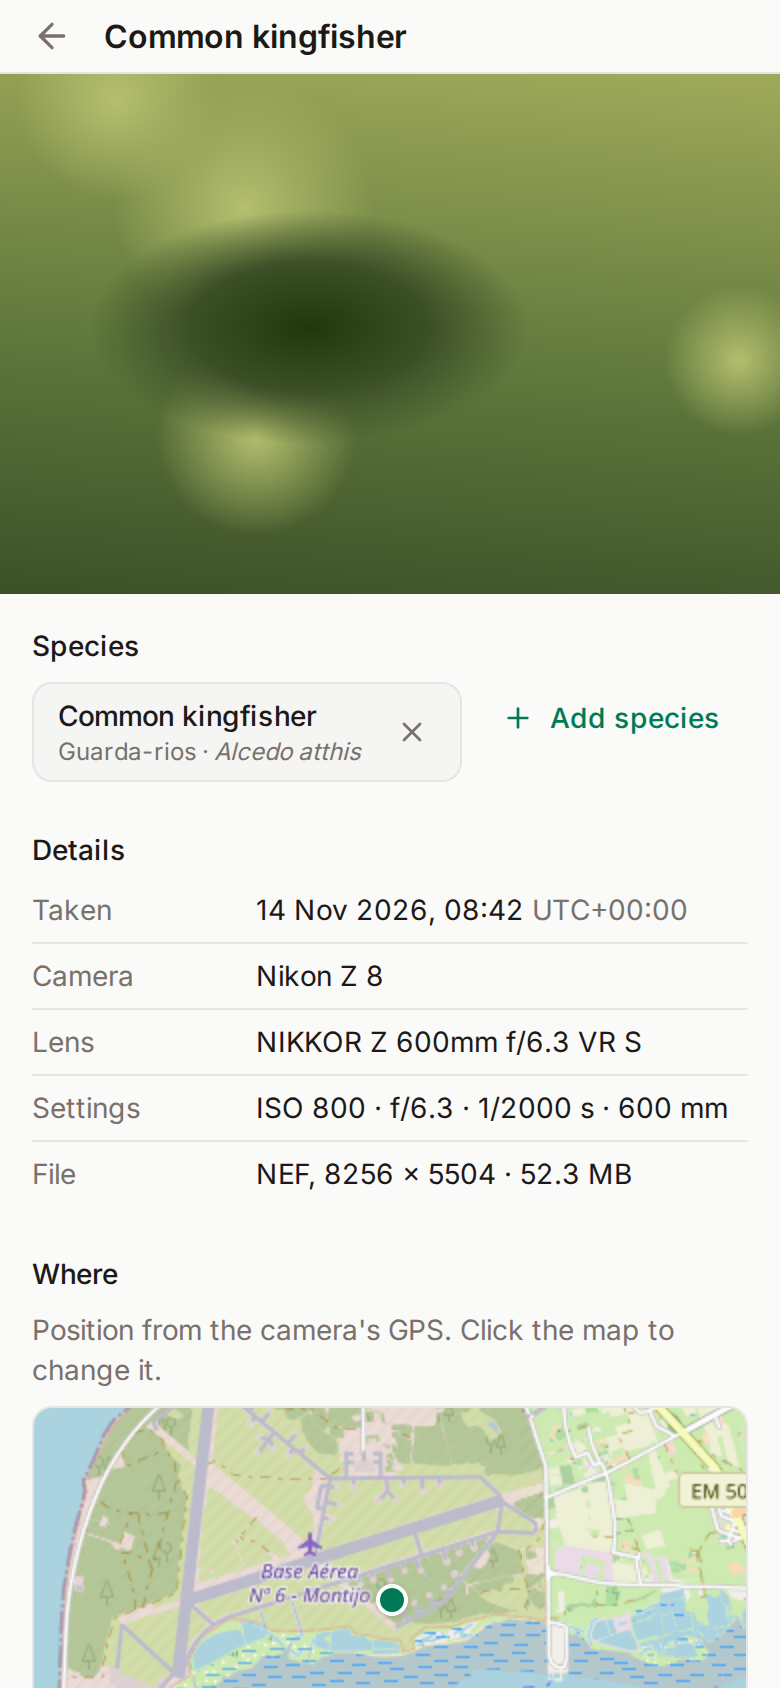 Common kingfisher
Species
Common kingfisher
Guarda-rios · Alcedo atthis
Add species
Details
Taken 14 Nov 2026, 08:42 UTC+00:00
Camera Nikon Z 8
Lens NIKKOR Z 600mm f/6.3 VR S
Settings ISO 800 · f/6.3 · 1/2000 s · 600 mm
File NEF, 8256 × 5504 · 52.3 MB
Where
Position from the camera's GPS. Click the map to
change it.
EM 50
Base Aérea
Nº 6 - Montijo